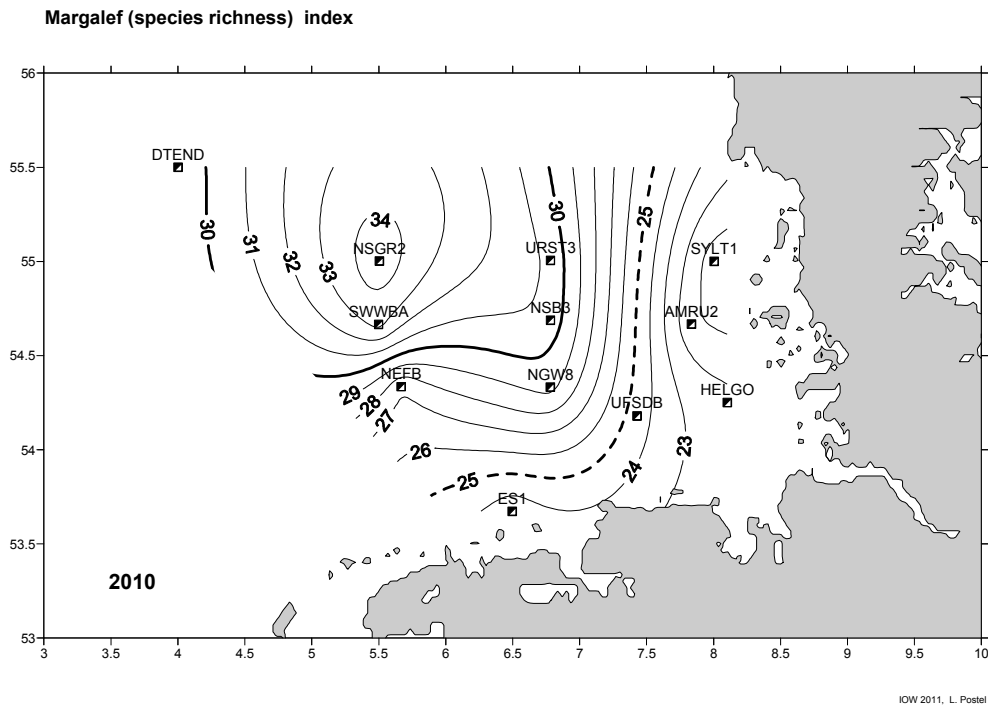 Margalef (species richness) index
56
DTEND
55.5
34
30
30
25
31
NSGR2
URST3
SYLT1
32
33
55
SWWBA
NSB3
AMRU2
54.5
NEFB
NGW8
HELGO
29
28
UFSDB
27
26
23
54
24
25
ES1
53.5
2010
53
3 4 4.5 5 5.5 6 6.5 7 7.5 8 8.5 9 9.5 10
IOW 2011, L. Postel